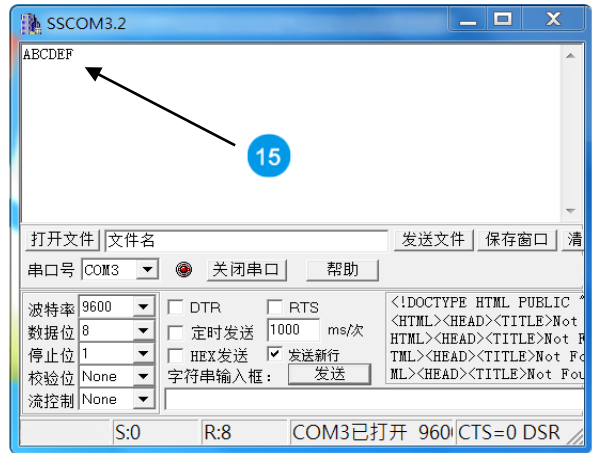 SSCOM3.2
ABCDEF
15
打开文件 文件名 发送文件 保存窗口 清
串口号 COM3 关闭串口 帮助
波特率 9600 DTR RTS
数据位 8 定时发送 1000 ms/次
停止位 1 HEX发送 发送新行
校验位 None 字符串输入框： 发送
流控制 None
<!DOCTYPE HTML PUBLIC "
<HTML><HEAD><TITLE>Not
HTML><HEAD><TITLE>Not F
TML><HEAD><TITLE>Not Fo
ML><HEAD><TITLE>Not Fou
S:0 R:8 COM3已打开 960 CTS=0 DSR